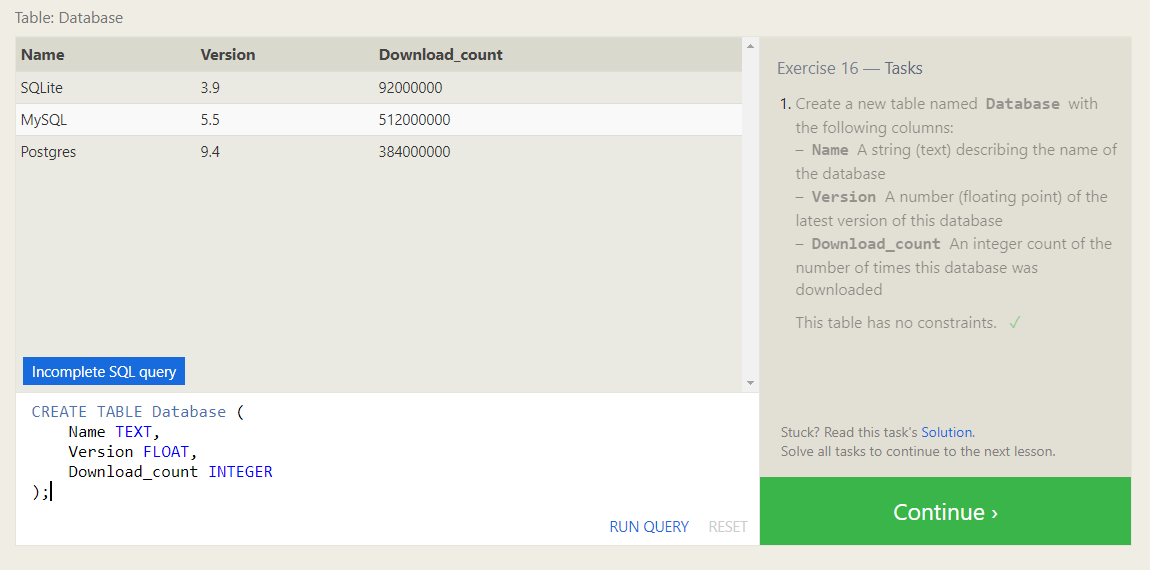 Table: Database
Name Version Download_count
SQLite 3.9 92000000
MySQL 5.5 512000000
Postgres 9.4 384000000
Incomplete SQL query
CREATE TABLE Database (
    Name TEXT,
    Version FLOAT,
    Download_count INTEGER
);
RUN QUERY RESET
Exercise 16 — Tasks
1. Create a new table named Database with
the following columns:
– Name A string (text) describing the name of
the database
– Version A number (floating point) of the
latest version of this database
– Download_count An integer count of the
number of times this database was
downloaded
This table has no constraints. ✓
Stuck? Read this task's Solution.
Solve all tasks to continue to the next lesson.
Continue ›